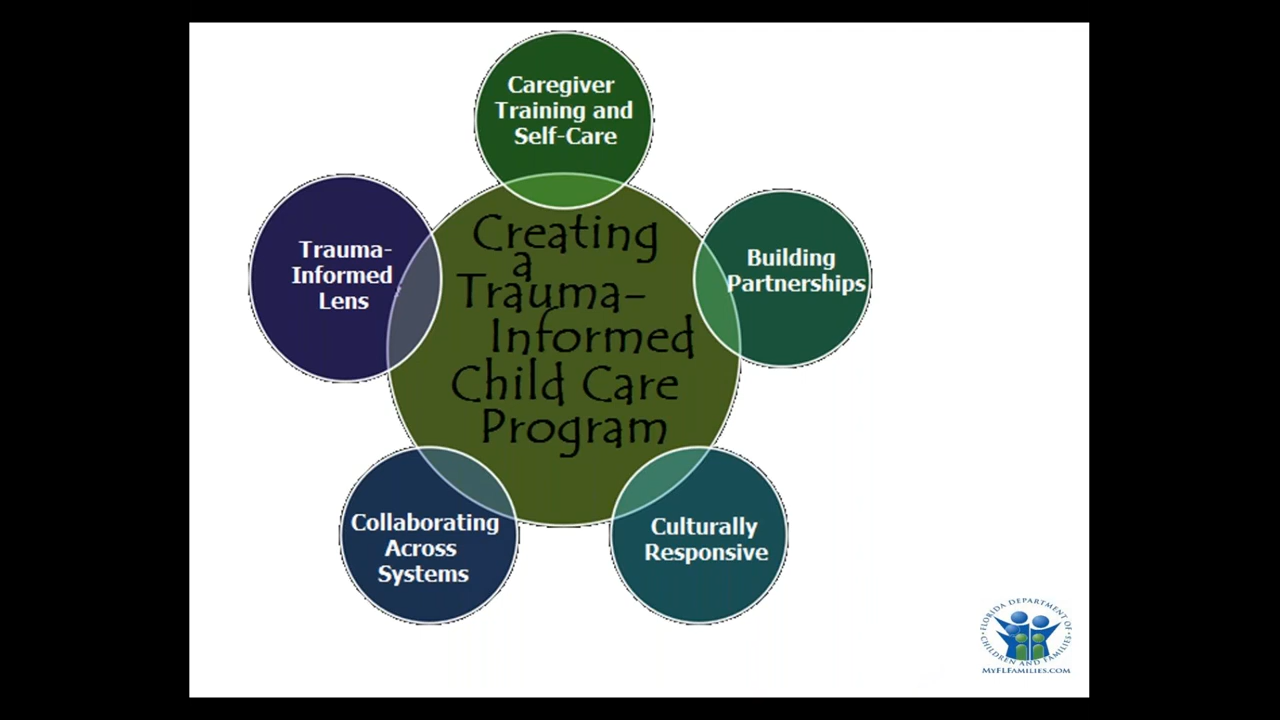 Caregiver
Training and
Self-Care
Trauma-
Informed
Lens
Creating
a
Trauma-
Informed
Child Care
Program
Building
Partnerships
Collaborating
Across
Systems
Culturally
Responsive
FLORIDA DEPARTMENT OF
CHILDREN AND FAMILIES
MYFLFAMILIES.COM